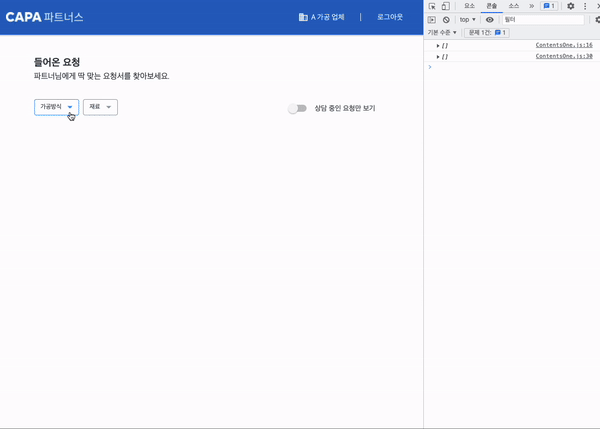 CAPA 파트너스
A 가공 업체 | 로그아웃
들어온 요청
파트너님에게 딱 맞는 요청서를 찾아보세요.
가공방식 재료 상담 중인 요청만 보기
요소 콘솔 소스 » 1
top 필터
기본 수준 문제 1건: 1
[] ContentsOne.js:16
[] ContentsOne.js:30